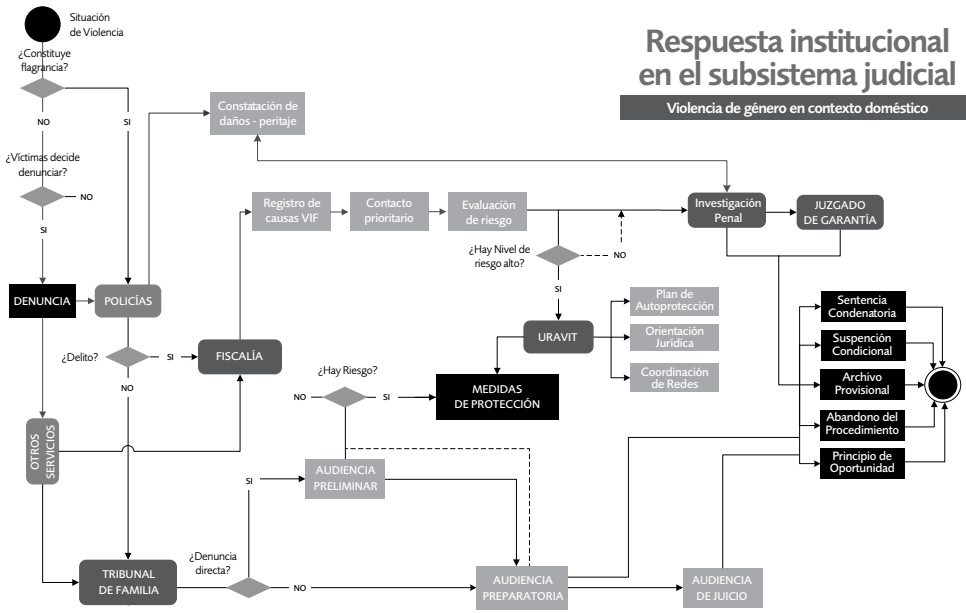 Situación
de Violencia
Respuesta institucional
en el subsistema judicial
Violencia de género en contexto doméstico
¿Constituye
flagrancia?
NO
SI
Constatación de
daños - peritaje
¿Víctimas decide
denunciar?
NO
SI
Registro de
causas VIF
Contacto
prioritario
Evaluación
de riesgo
Investigación
Penal
JUZGADO
DE GARANTÍA
¿Hay Nivel de
riesgo alto?
NO
SI
DENUNCIA
POLICÍAS
Plan de
Autoprotección
Orientación
Jurídica
Coordinación
de Redes
URAVIT
Sentencia
Condenatoria
Suspención
Condicional
Archivo
Provisional
Abandono del
Procedimiento
Principio de
Oportunidad
¿Delito?
SI
NO
FISCALÍA
¿Hay Riesgo?
NO
SI
MEDIDAS
DE PROTECCIÓN
OTROS
SERVICIOS
AUDIENCIA
PRELIMINAR
SI
¿Denuncia
directa?
NO
TRIBUNAL
DE FAMILIA
AUDIENCIA
PREPARATORIA
AUDIENCIA
DE JUICIO